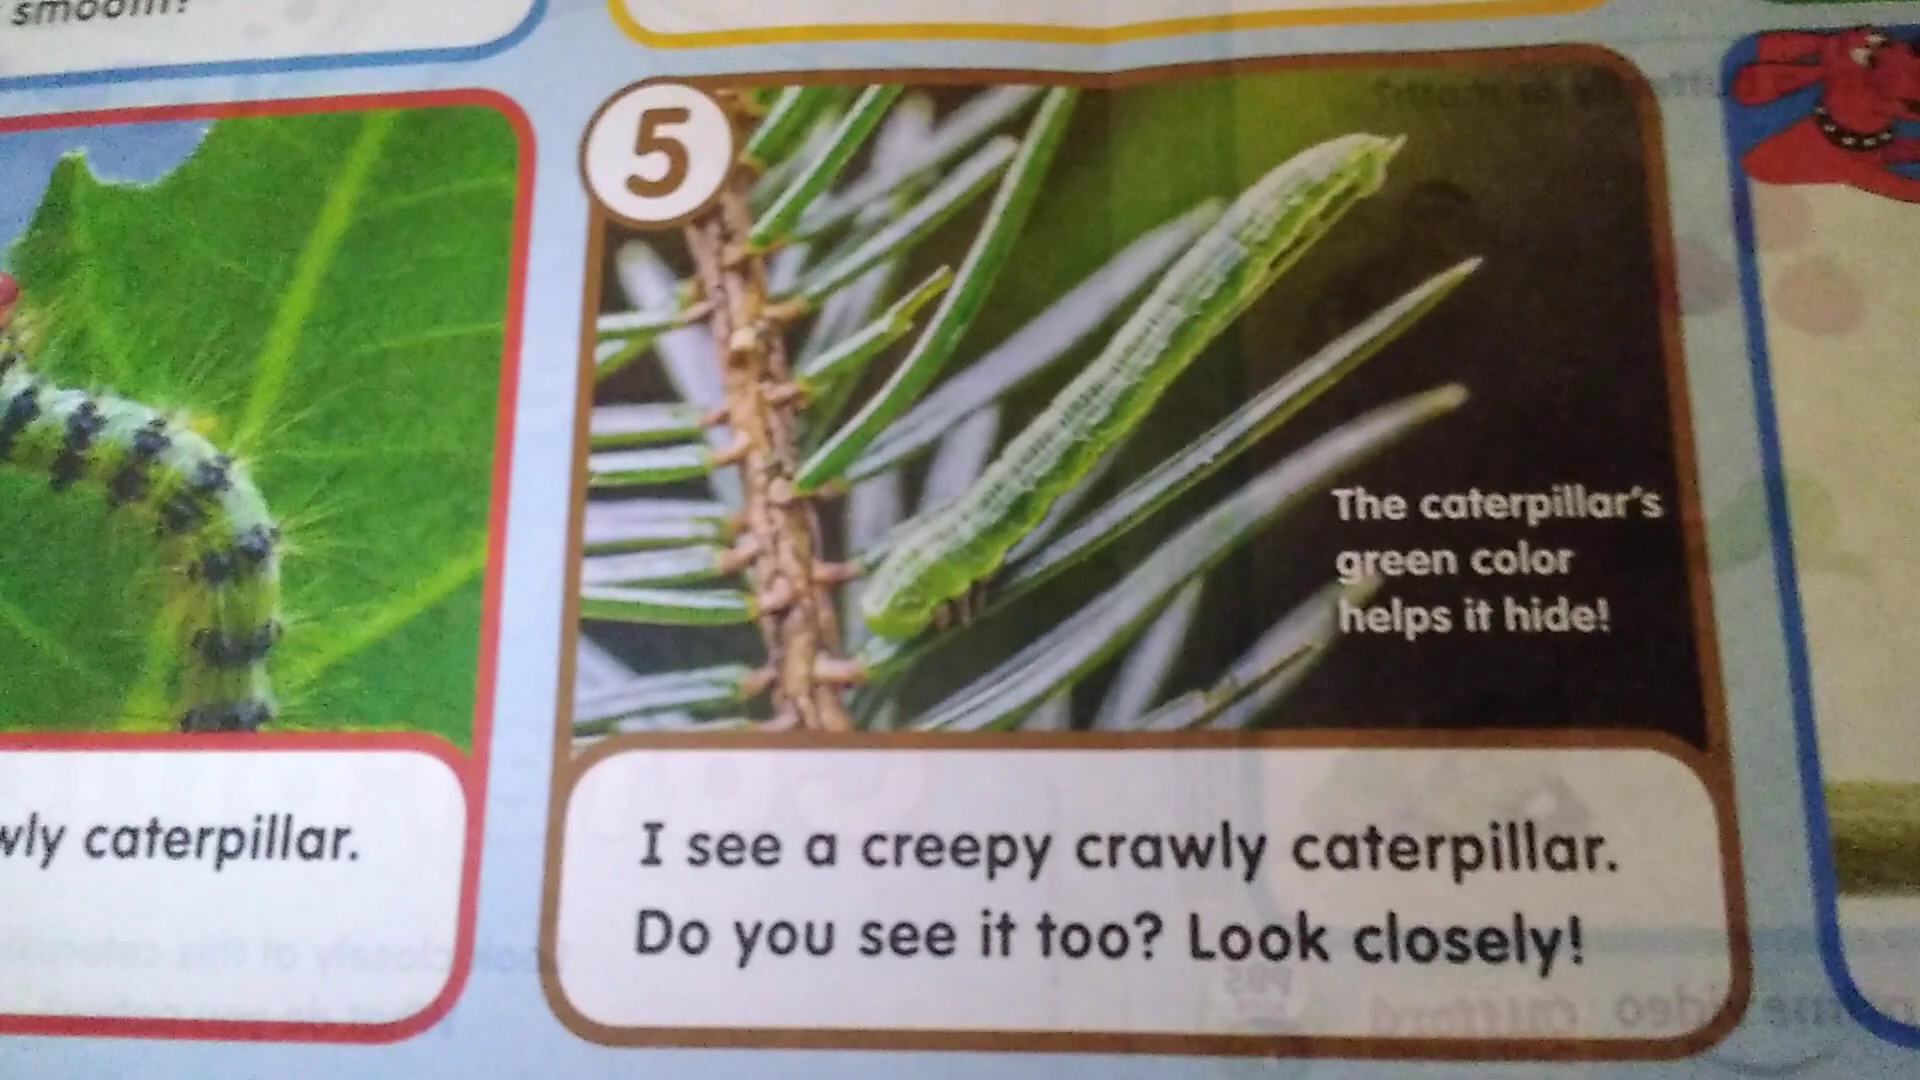 smooth?
wly caterpillar.
5
The caterpillar's
green color
helps it hide!
I see a creepy crawly caterpillar.
Do you see it too? Look closely!